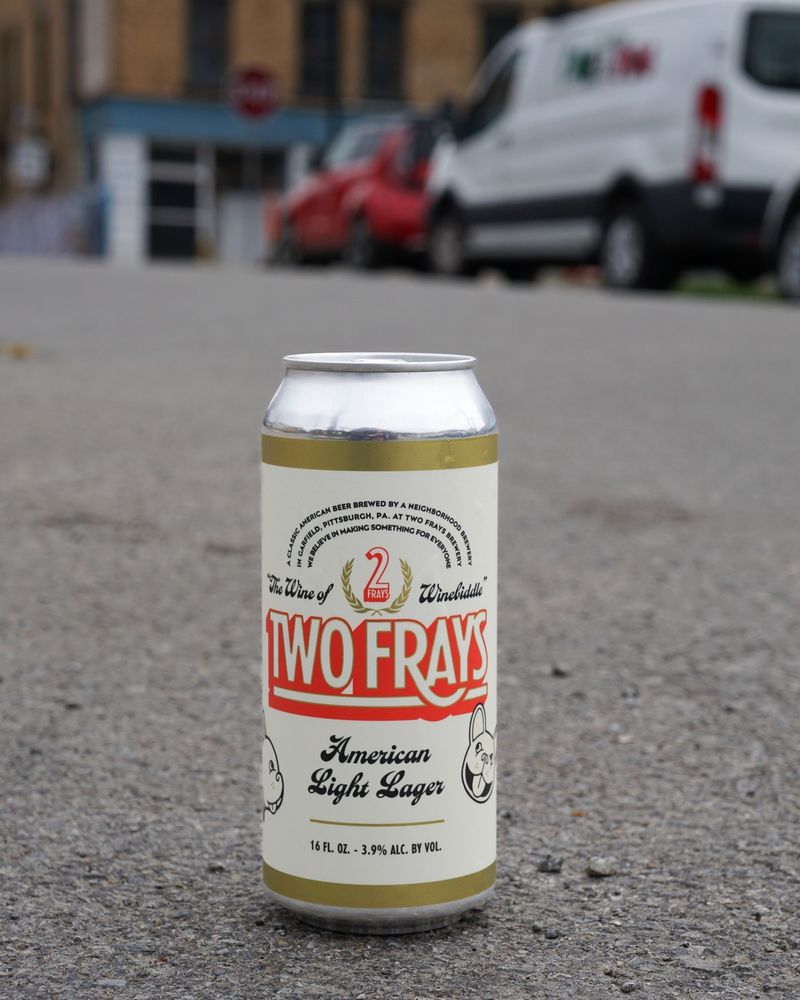 A CLASSIC AMERICAN BEER BREWED BY A NEIGHBORHOOD BREWERY
IN GARFIELD, PITTSBURGH, PA. AT TWO FRAYS BREWERY
WE BELIEVE IN MAKING SOMETHING FOR EVERYONE
2
FRAYS
"The Wine of Winebiddle"
TWO FRAYS
American
Light Lager
16 FL. OZ. - 3.9% ALC. BY VOL.